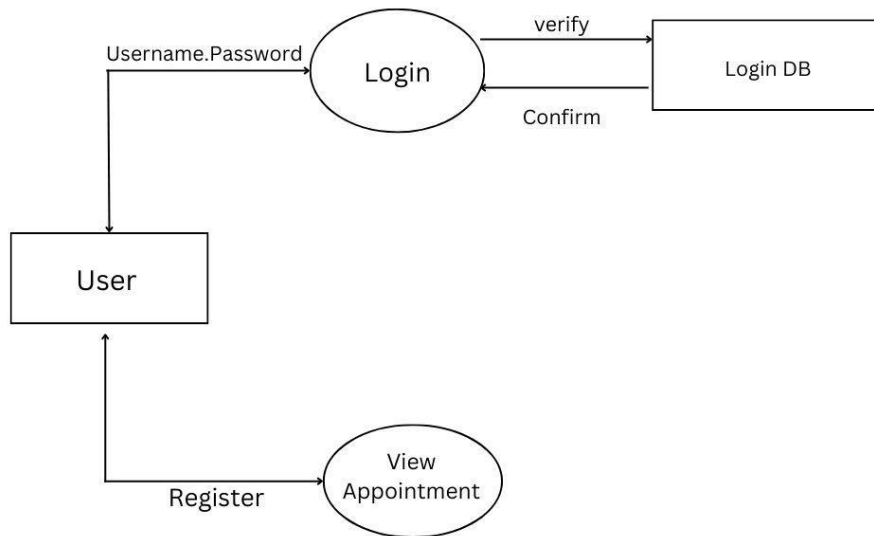 verify
Username.Password
Login
Login DB
Confirm
User
View
Appointment
Register